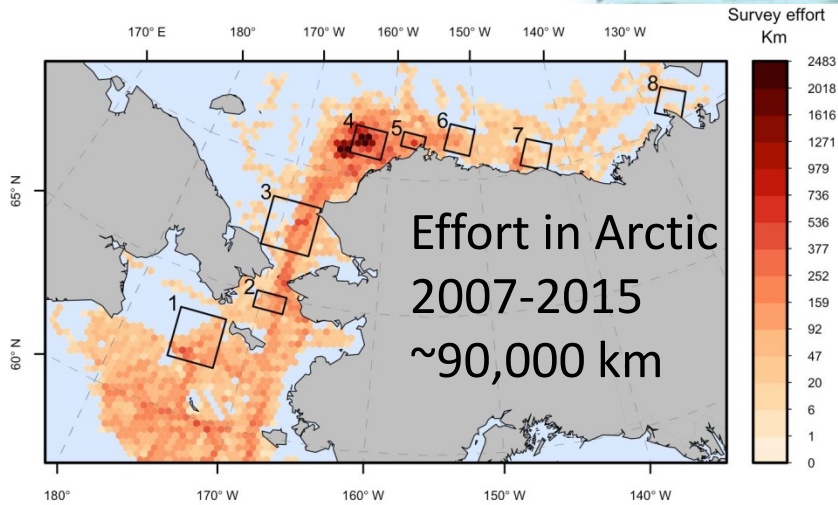 Survey effort
Km
170° E
180°
170° W
160° W
150° W
140° W
130° W
2483
2018
1616
1271
979
736
536
377
252
159
92
47
20
6
1
0
8
4
5
6
7
3
65° N
Effort in Arctic
2007-2015
~90,000 km
2
1
60° N
180°
170° W
160° W
150° W
140° W